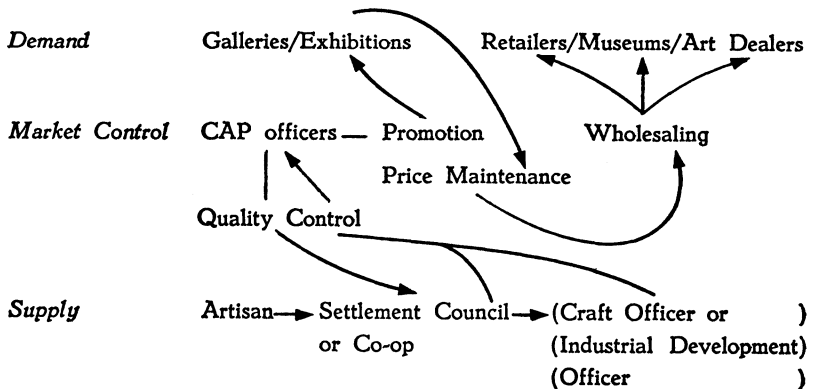 Demand Galleries/Exhibitions Retailers/Museums/Art Dealers
Market Control CAP officers Promotion Wholesaling
Price Maintenance
Quality Control
Supply Artisan Settlement Council (Craft Officer or )
or Co-op (Industrial Development)
(Officer )